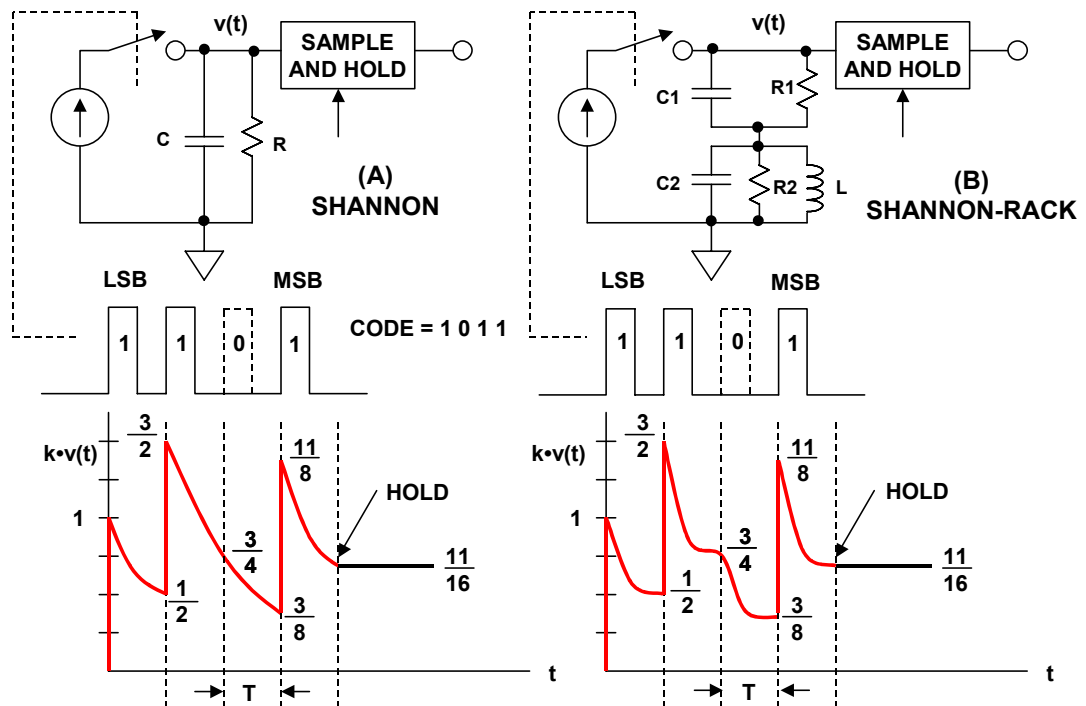 v(t)
SAMPLE
AND HOLD
C
R
(A)
SHANNON
LSB
MSB
1
1
0
1
CODE = 1 0 1 1
k•v(t)
3
2
11
8
HOLD
1
3
4
11
16
1
2
3
8
t
T
v(t)
SAMPLE
AND HOLD
C1
R1
C2
R2
L
(B)
SHANNON-RACK
LSB
MSB
1
1
0
1
k•v(t)
3
2
11
8
HOLD
1
3
4
11
16
1
2
3
8
t
T